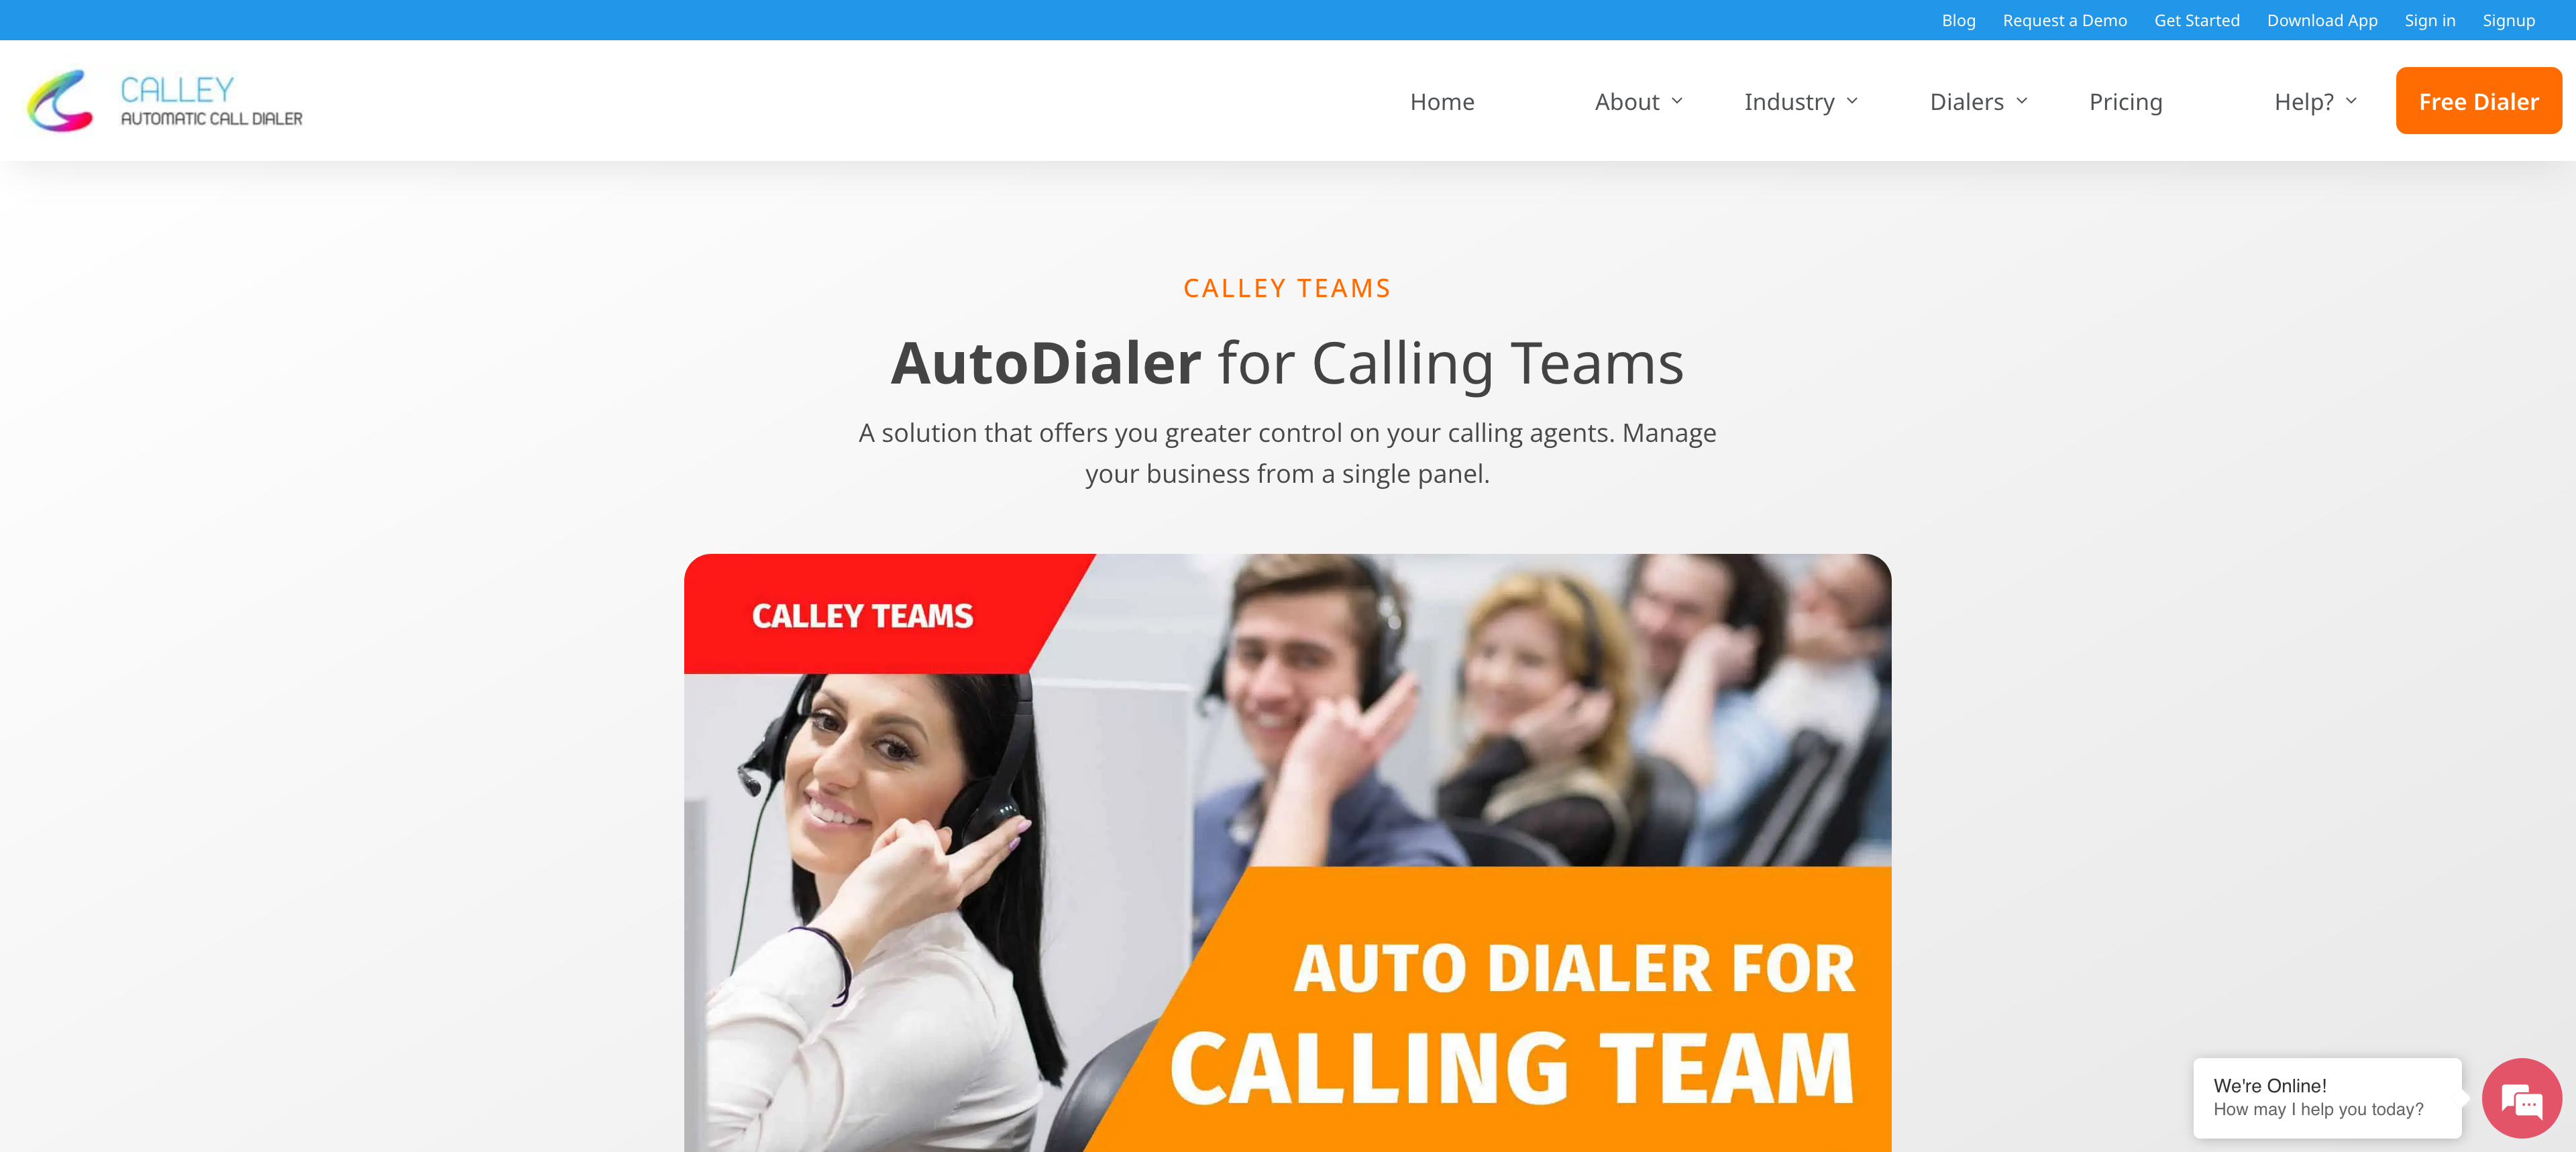 Blog Request a Demo Get Started Download App Sign in Signup
CALLEY
AUTOMATIC CALL DIALER
Home About Industry Dialers Pricing Help? Free Dialer
CALLEY TEAMS
AutoDialer for Calling Teams
A solution that offers you greater control on your calling agents. Manage
your business from a single panel.
CALLEY TEAMS
AUTO DIALER FOR
CALLING TEAM
We're Online!
How may I help you today?